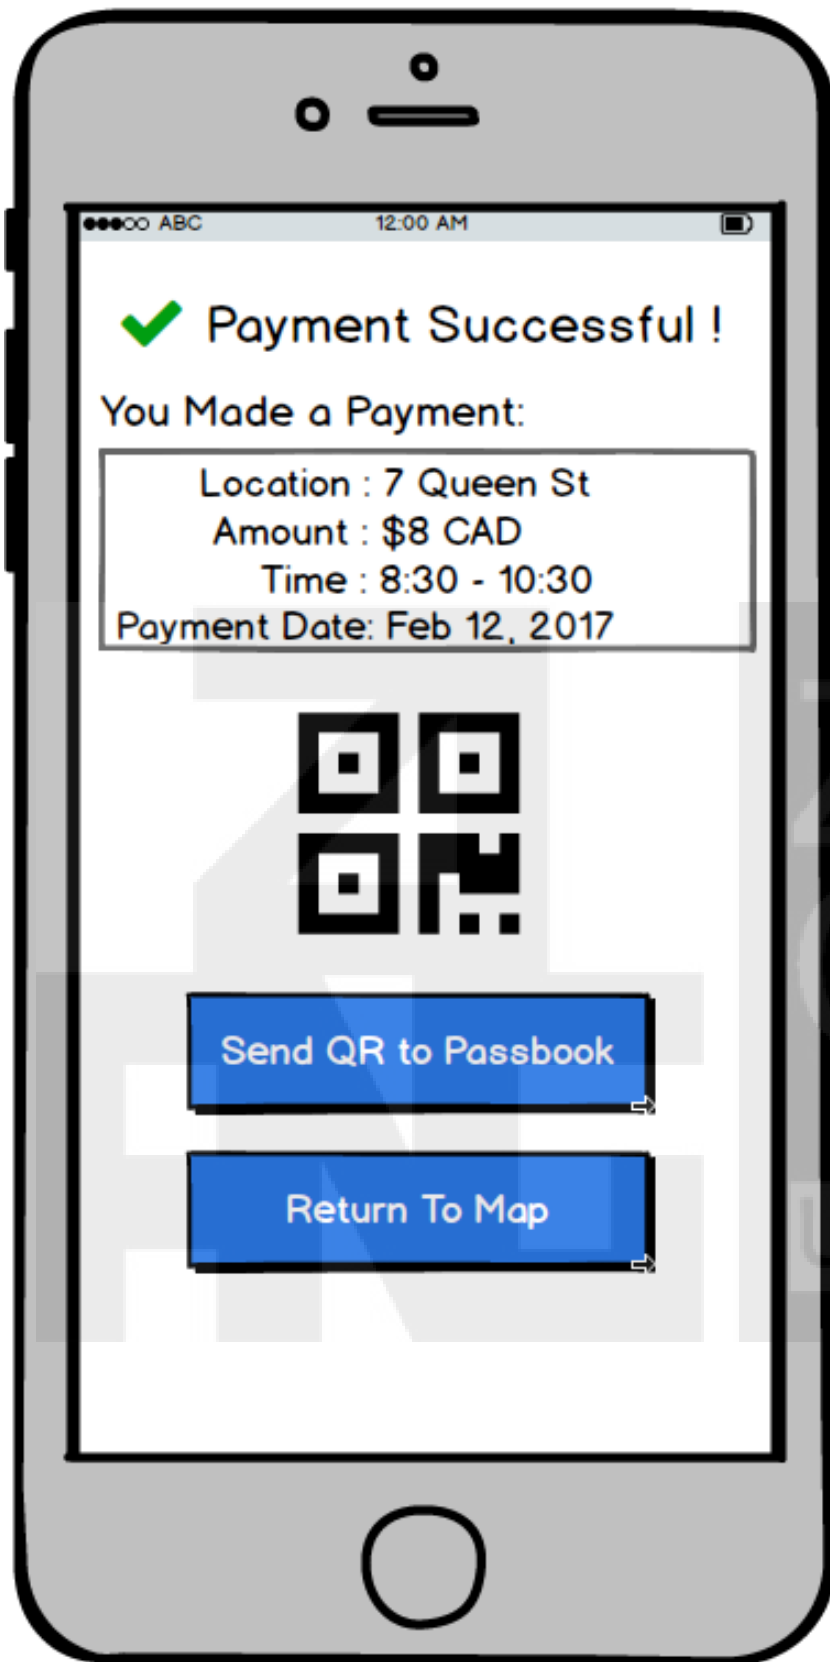 ABC 12:00 AM
Payment Successful !
You Made a Payment:
Location : 7 Queen St
Amount : $8 CAD
Time : 8:30 - 10:30
Payment Date: Feb 12, 2017
Send QR to Passbook
Return To Map